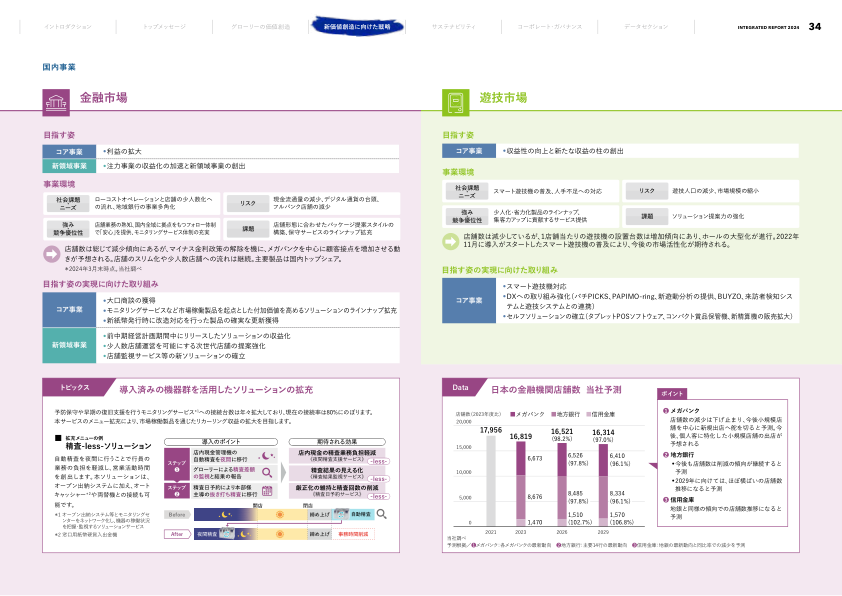 イントロダクション
トップメッセージ
グローリーの価値創造
新価値創造に向けた戦略
サステナビリティ
コーポレート・ガバナンス
データセクション
INTEGRATED REPORT 2024 34
国内事業
金融市場
目指す姿
コア事業
•利益の拡大
新領域事業
•注力事業の収益化の加速と新領域事業の創出
事業環境
社会課題
ニーズ
ローコストオペレーションと店舗の少人数化へ
の流れ、地域銀行の事業多角化
リスク
現金流通量の減少、デジタル通貨の台頭、
フルバンク店舗の減少
強み
競争優位性
店舗業務の熟知、国内全域に拠点をもつフォロー体制
で「安心」を提供、モニタリングサービス体制の充実
課題
店舗形態に合わせたパッケージ提案スタイルの
構築、保守サービスのラインナップ拡充
店舗数は総じて減少傾向にあるが、マイナス金利政策の解除を機に、メガバンクを中心に顧客接点を増加させる動
きが予想される。店舗のスリム化や少人数店舗への流れは継続。主要製品は国内トップシェア。
＊2024年3月末時点。当社調べ
目指す姿の実現に向けた取り組み
コア事業
•大口商談の獲得
•モニタリングサービスなど市場稼働製品を起点とした付加価値を高めるソリューションのラインナップ拡充
•新紙幣発行時に改造対応を行った製品の確実な更新獲得
新領域事業
•前中期経営計画期間中にリリースしたソリューションの収益化
•少人数店舗運営を可能にする次世代店舗の提案強化
•店舗監視サービス等の新ソリューションの確立
遊技市場
目指す姿
コア事業
•収益性の向上と新たな収益の柱の創出
事業環境
社会課題
ニーズ
スマート遊技機の普及、人手不足への対応
リスク
遊技人口の減少、市場規模の縮小
強み
競争優位性
少人化・省力化製品のラインナップ、
集客力アップに貢献するサービス提供
課題
ソリューション提案力の強化
店舗数は減少しているが、1店舗当たりの遊技機の設置台数は増加傾向にあり、ホールの大型化が進行。2022年
11月に導入がスタートしたスマート遊技機の普及により、今後の市場活性化が期待される。
目指す姿の実現に向けた取り組み
コア事業
•スマート遊技機対応
•DXへの取り組み強化（パチPICKS、PAPIMO-ring、新遊動分析の提供、BUYZO、来訪者検知シス
テムと遊技システムとの連携）
•セルフソリューションの確立（タブレットPOSソフトウェア、コンパクト賞品保管機、新精算機の販売拡大）
トピックス
導入済みの機器群を活用したソリューションの拡充
予防保守や早期の復旧支援を行うモニタリングサービス*1への接続台数は年々拡大しており、現在の接続率は80%にのぼります。
本サービスのメニュー拡充により、市場稼働製品を通じたリカーリング収益の拡大を目指します。
■ 拡充メニューの例
精査-less-ソリューション
自動精査を夜間に行うことで行員の
業務の負担を軽減し、営業活動時間
を創出します。本ソリューションは、
オープン出納システムに加え、オート
キャッシャー*2や両替機との接続も可
能です。
*1 オープン出納システム等とモニタリングセ
ンターをネットワーク化し、機器の稼働状況
を把握・監視するソリューションサービス
*2 窓口用紙幣硬貨入出金機
導入のポイント
期待される効果
ステップ
❶
店内現金管理機の
自動精査を夜間に移行
グローリーによる精査差額
の監視と結果の報告
ステップ
❷
精査日予約により本部様
主導の抜き打ち精査に移行
店内現金の精査業務負担軽減
（夜間精査支援サービス）
-less-
精査結果の見える化
（精査結果監視サービス）
-less-
厳正化の維持と精査回数の削減
（精査日予約サービス）
-less-
開店
閉店
Before
締め上げ
自動精査
After
夜間精査
締め上げ
業務時間削減
Data
日本の金融機関店舗数 当社予測
店舗数（2021年度比）
■メガバンク ■地方銀行 ■信用金庫
20,000
15,000
10,000
5,000
0
17,956
16,819
16,521
(98.2%)
16,314
(97.0%)
6,673
6,526
(97.8%)
6,410
(96.1%)
8,676
8,485
(97.8%)
8,334
(96.1%)
1,470
1,510
(102.7%)
1,570
(106.8%)
2021
2023
2026
2029
当社調べ
予測根拠／❶メガバンク：各メガバンクの最新動向 ❷地方銀行：主要14行の最新動向 ❸信用金庫：地銀の最新動向と同比率での減少を予測
ポイント
❶ メガバンク
店舗数の減少は下げ止まり、今後小規模店
舗を中心に新規出店へ舵を切ると予測。今
後、個人客に特化した小規模店舗の出店が
予想される
❷ 地方銀行
•今後も店舗数は削減の傾向が継続すると
予測
•2029年に向けては、ほぼ横ばいの店舗数
推移になると予測
❸ 信用金庫
地銀と同様の傾向での店舗数推移になると
予測